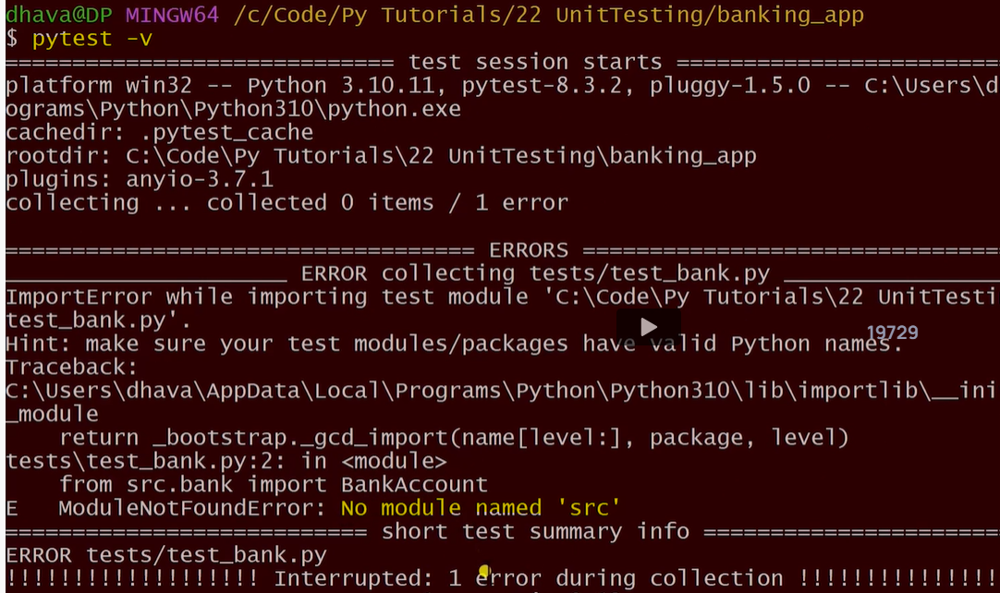 dhava@DP MINGW64 /c/Code/Py Tutorials/22 UnitTesting/banking_app
$ pytest -v
============================= test session starts ========================
platform win32 -- Python 3.10.11, pytest-8.3.2, pluggy-1.5.0 -- C:\Users\d
ograms\Python\Python310\python.exe
cachedir: .pytest_cache
rootdir: C:\Code\Py Tutorials\22 UnitTesting\banking_app
plugins: anyio-3.7.1
collecting ... collected 0 items / 1 error
=================================== ERRORS ===============================
_____________________ ERROR collecting tests/test_bank.py ________________
ImportError while importing test module 'C:\Code\Py Tutorials\22 UnitTesti
test_bank.py'.
19729
Hint: make sure your test modules/packages have valid Python names.
Traceback:
C:\Users\dhava\AppData\Local\Programs\Python\Python310\lib\importlib\__ini
_module
    return _bootstrap._gcd_import(name[level:], package, level)
tests\test_bank.py:2: in <module>
    from src.bank import BankAccount
E   ModuleNotFoundError: No module named 'src'
=========================== short test summary info ======================
ERROR tests/test_bank.py
!!!!!!!!!!!!!!!!!!! Interrupted: 1 error during collection !!!!!!!!!!!!!!!